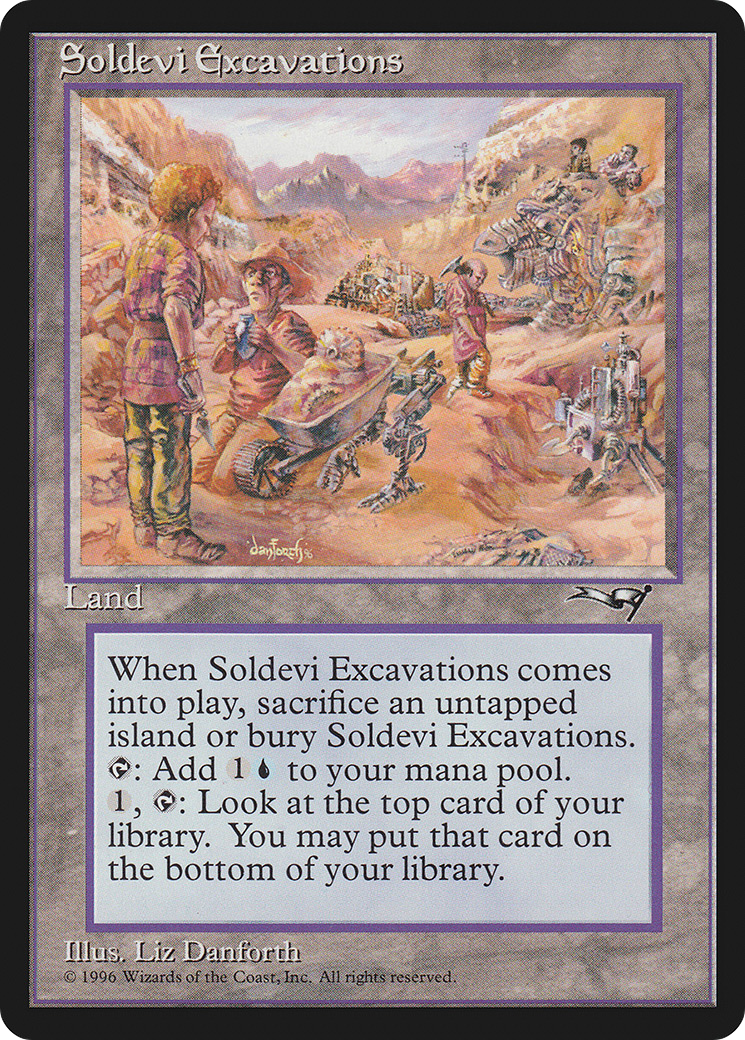 Soldevi Excavations
DanForth 96
Land
When Soldevi Excavations comes
into play, sacrifice an untapped
island or bury Soldevi Excavations.
: Add 1 to your mana pool.
1, : Look at the top card of your
library. You may put that card on
the bottom of your library.
Illus. Liz Danforth
© 1996 Wizards of the Coast, Inc. All rights reserved.